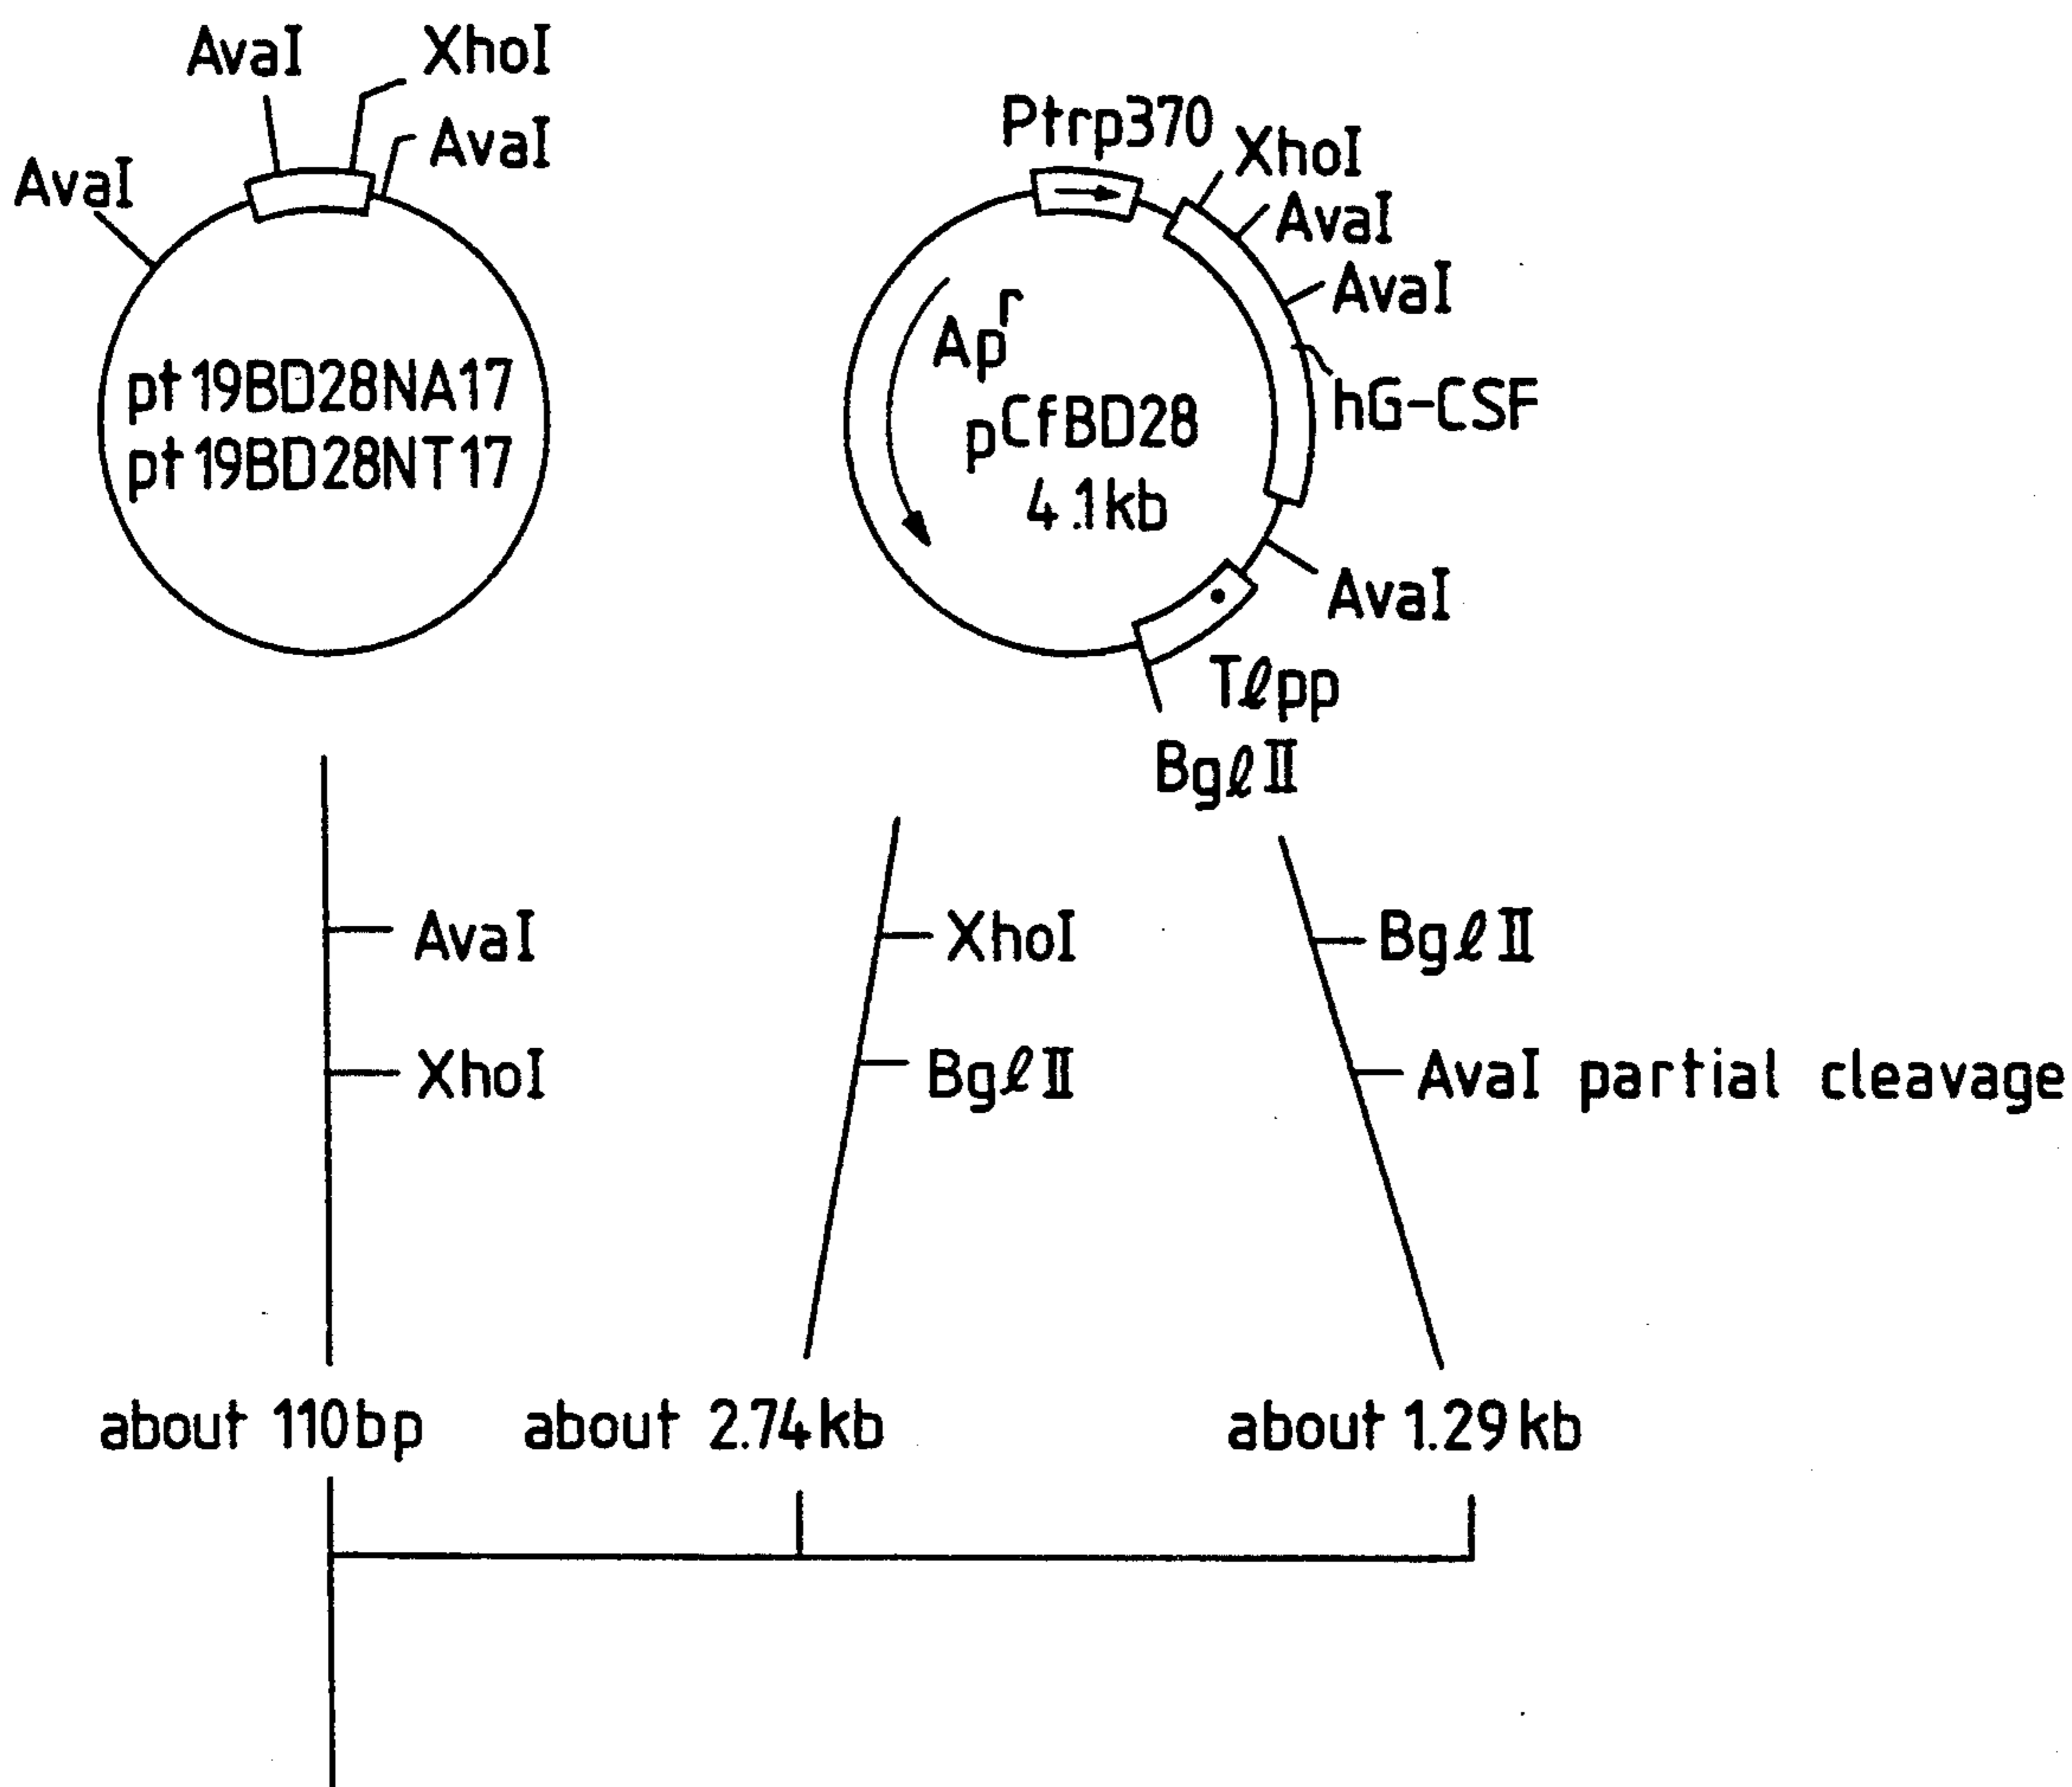 AvaI
XhoI
AvaI
AvaI
pt19BD28NA17
pt19BD28NT17
Ptrp370
XhoI
AvaI
AvaI
hG-CSF
Apʳ
pCfBD28
4.1kb
AvaI
Tℓpp
BgℓII
AvaI
XhoI
XhoI
BgℓII
BgℓII
AvaI partial cleavage
about 110bp
about 2.74kb
about 1.29kb